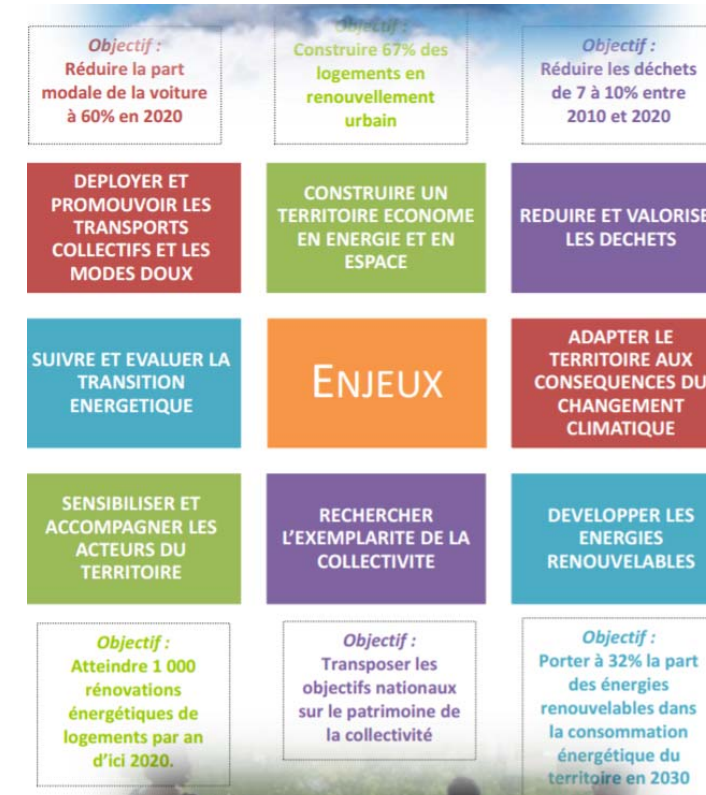 Objectif :
Réduire la part
modale de la voiture
à 60% en 2020
Objectif :
Construire 67% des
logements en
renouvellement
urbain
Objectif :
Réduire les déchets
de 7 à 10% entre
2010 et 2020
DEPLOYER ET
PROMOUVOIR LES
TRANSPORTS
COLLECTIFS ET LES
MODES DOUX
CONSTRUIRE UN
TERRITOIRE ECONOME
EN ENERGIE ET EN
ESPACE
REDUIRE ET VALORISE
LES DECHETS
SUIVRE ET EVALUER LA
TRANSITION
ENERGETIQUE
ENJEUX
ADAPTER LE
TERRITOIRE AUX
CONSEQUENCES DU
CHANGEMENT
CLIMATIQUE
SENSIBILISER ET
ACCOMPAGNER LES
ACTEURS DU
TERRITOIRE
RECHERCHER
L'EXEMPLARITE DE LA
COLLECTIVITE
DEVELOPPER LES
ENERGIES
RENOUVELABLES
Objectif :
Atteindre 1 000
rénovations
énergétiques de
logements par an
d'ici 2020.
Objectif :
Transposer les
objectifs nationaux
sur le patrimoine de
la collectivité
Objectif :
Porter à 32% la part
des énergies
renouvelables dans
la consommation
énergétique du
territoire en 2030